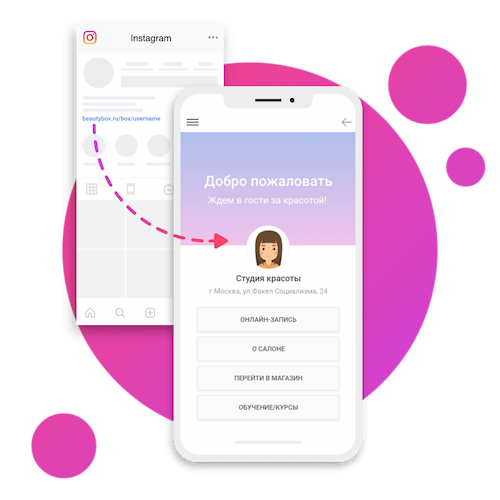 Instagram
beautybox.ru/box/username
Добро пожаловать
Ждем в гости за красотой!
Студия красоты
г Москва, ул Факел Социализма, 24
ОНЛАЙН-ЗАПИСЬ
О САЛОНЕ
ПЕРЕЙТИ В МАГАЗИН
ОБУЧЕНИЕ/КУРСЫ